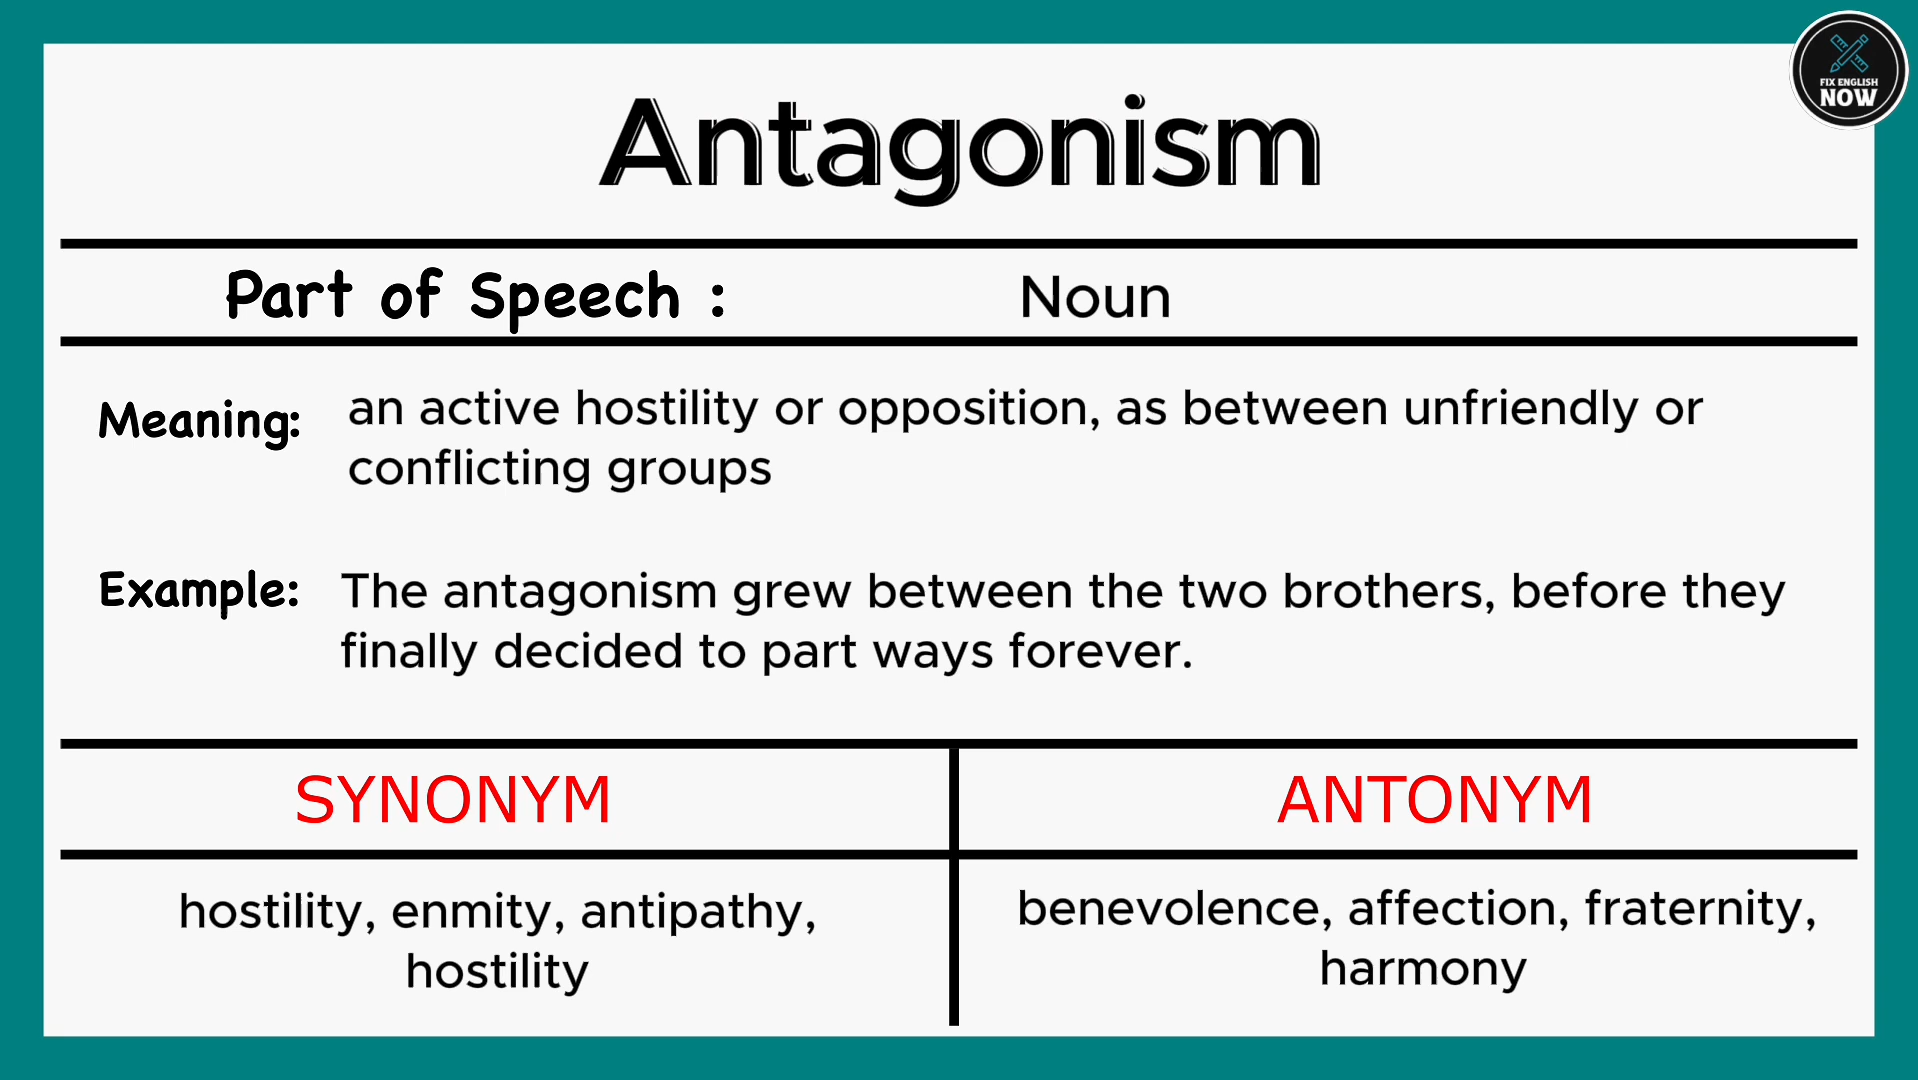 FIX ENGLISH
NOW
Antagonism
Part of Speech : Noun
Meaning: an active hostility or opposition, as between unfriendly or
conflicting groups
Example: The antagonism grew between the two brothers, before they
finally decided to part ways forever.
SYNONYM
hostility, enmity, antipathy,
hostility
ANTONYM
benevolence, affection, fraternity,
harmony